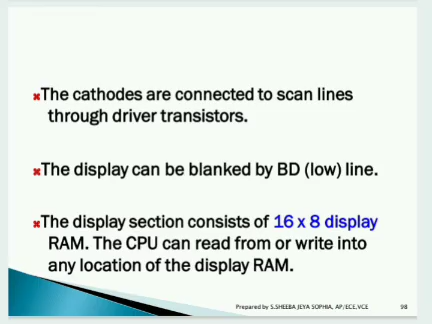 The cathodes are connected to scan lines
through driver transistors.
The display can be blanked by BD (low) line.
The display section consists of 16 x 8 display
RAM. The CPU can read from or write into
any location of the display RAM.
Prepared by S.SHEEBA JEYA SOPHIA, AP/ECE,VCE 98